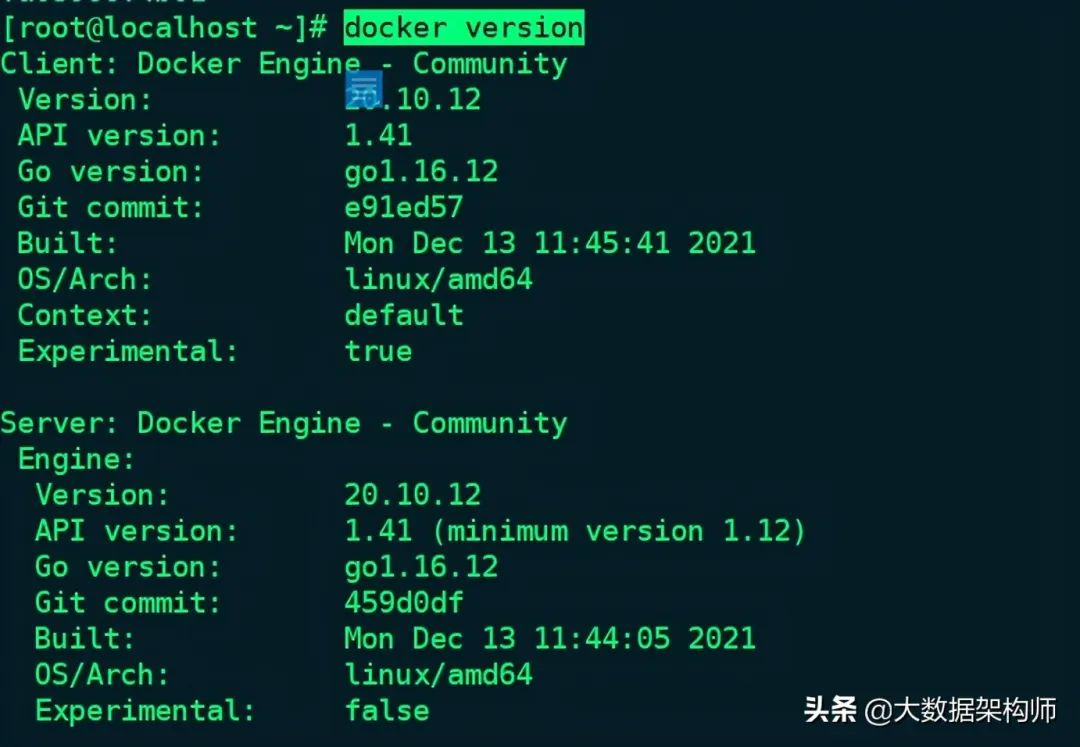 [root@localhost ~]# docker version
Client: Docker Engine - Community
 Version:           20.10.12
 API version:       1.41
 Go version:        go1.16.12
 Git commit:        e91ed57
 Built:             Mon Dec 13 11:45:41 2021
 OS/Arch:           linux/amd64
 Context:           default
 Experimental:      true

Server: Docker Engine - Community
 Engine:
  Version:          20.10.12
  API version:      1.41 (minimum version 1.12)
  Go version:       go1.16.12
  Git commit:       459d0df
  Built:            Mon Dec 13 11:44:05 2021
  OS/Arch:          linux/amd64
  Experimental:     false
头条 @大数据架构师